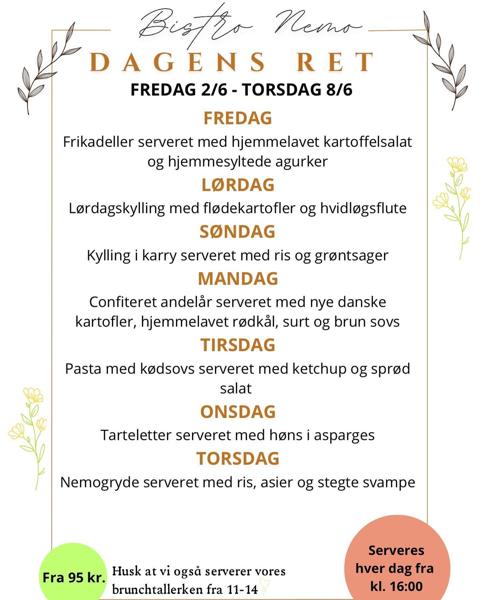 Bistro Nemo
DAGENS RET
FREDAG 2/6 - TORSDAG 8/6
FREDAG
Frikadeller serveret med hjemmelavet kartoffelsalat
og hjemmesyltede agurker
LØRDAG
Lørdagskylling med flødekartofler og hvidløgsflute
SØNDAG
Kylling i karry serveret med ris og grøntsager
MANDAG
Confiteret andelår serveret med nye danske
kartofler, hjemmelavet rødkål, surt og brun sovs
TIRSDAG
Pasta med kødsovs serveret med ketchup og sprød
salat
ONSDAG
Tarteletter serveret med høns i asparges
TORSDAG
Nemogryde serveret med ris, asier og stegte svampe
Fra 95 kr.
Husk at vi også serverer vores
brunchtallerken fra 11-14
Serveres
hver dag fra
kl. 16:00